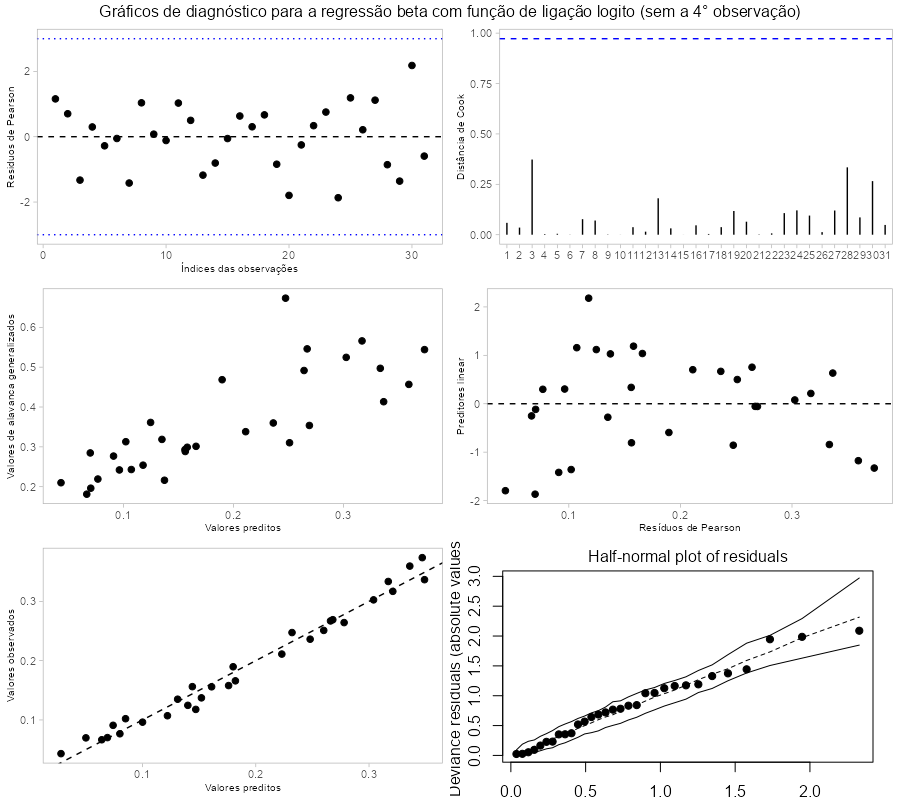 Gráficos de diagnóstico para a regressão beta com função de ligação logito (sem a 4° observação)
Resíduos de Pearson
2
0
-2
0 10 20 30
Índices das observações
Distância de Cook
1.00
0.75
0.50
0.25
0.00
1 2 3 4 5 6 7 8 9 10 11 12 13 14 15 16 17 18 19 20 21 22 23 24 25 26 27 28 29 30 31
Valores de alavanca generalizados
0.6
0.5
0.4
0.3
0.2
0.1 0.2 0.3
Valores preditos
Preditores linear
2
1
0
-1
-2
0.1 0.2 0.3
Resíduos de Pearson
Valores observados
0.3
0.2
0.1
0.1 0.2 0.3
Valores preditos
Half-normal plot of residuals
Deviance residuals (absolute values
3.0
2.5
2.0
1.5
1.0
0.5
0.0
0.0 0.5 1.0 1.5 2.0